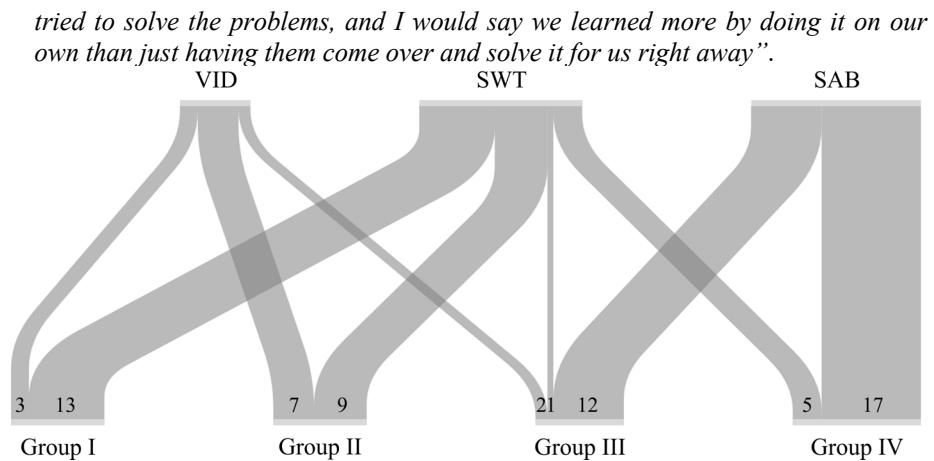 tried to solve the problems, and I would say we learned more by doing it on our
own than just having them come over and solve it for us right away”.
VID SWT SAB
3 13 7 9 21 12 5 17
Group I Group II Group III Group IV